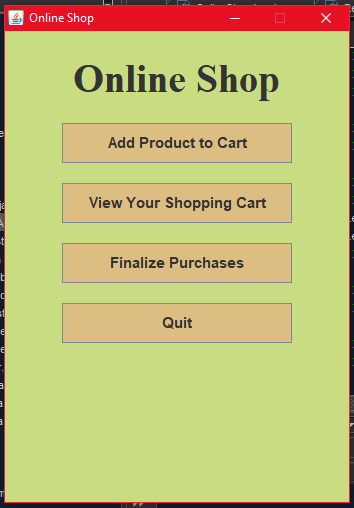 Online Shop
Online Shop
Add Product to Cart
View Your Shopping Cart
Finalize Purchases
Quit